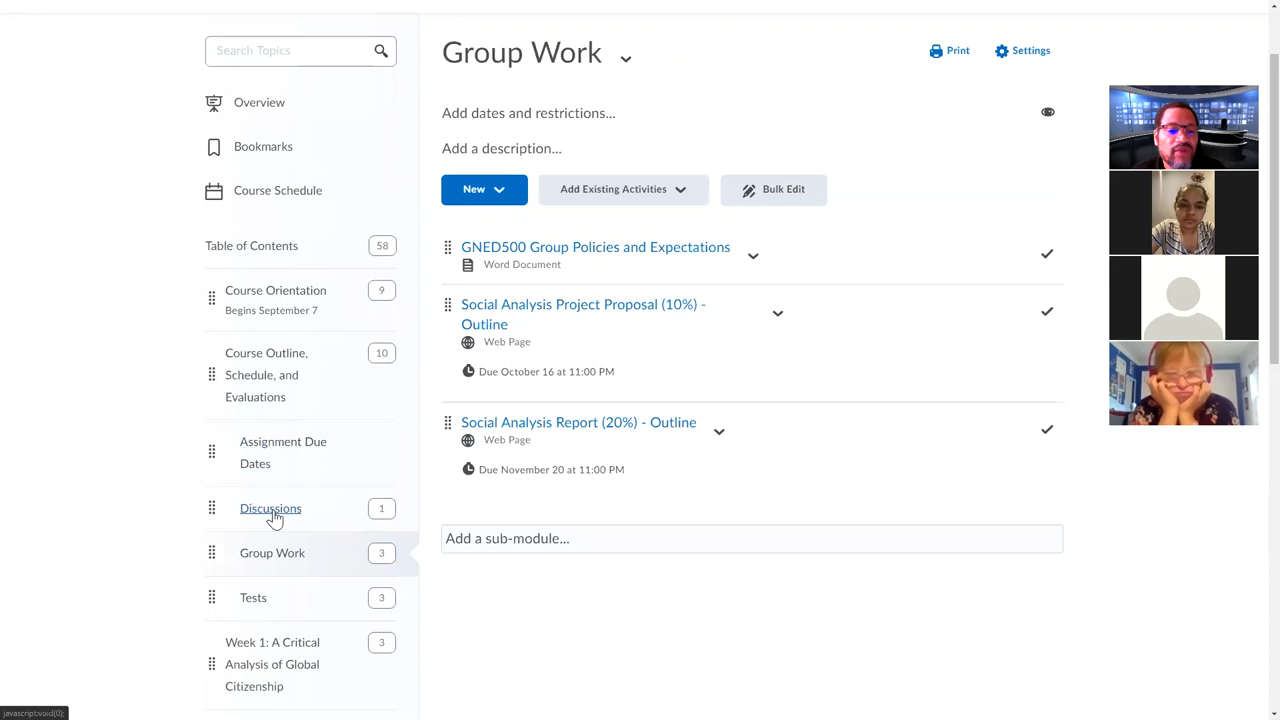 Search Topics
Overview
Bookmarks
Course Schedule
Table of Contents 58
Course Orientation 9
Begins September 7
Course Outline, 10
Schedule, and
Evaluations
Assignment Due
Dates
Discussions 1
Group Work 3
Tests 3
Week 1: A Critical 3
Analysis of Global
Citizenship
Group Work
Print
Settings
Add dates and restrictions...
Add a description...
New
Add Existing Activities
Bulk Edit
GNED500 Group Policies and Expectations
Word Document
Social Analysis Project Proposal (10%) -
Outline
Web Page
Due October 16 at 11:00 PM
Social Analysis Report (20%) - Outline
Web Page
Due November 20 at 11:00 PM
Add a sub-module...
javascript:void(0);